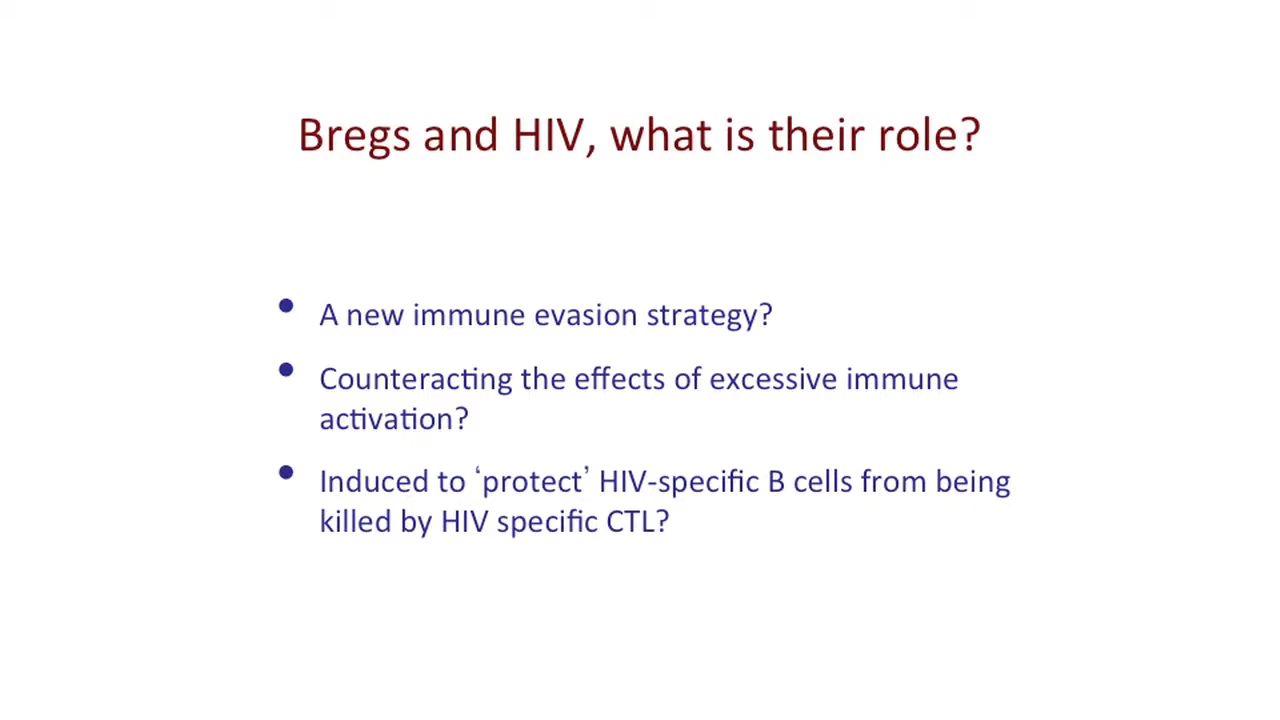 Bregs and HIV, what is their role?
• A new immune evasion strategy?
• Counteracting the effects of excessive immune
activation?
• Induced to ‘protect’ HIV-specific B cells from being
killed by HIV specific CTL?